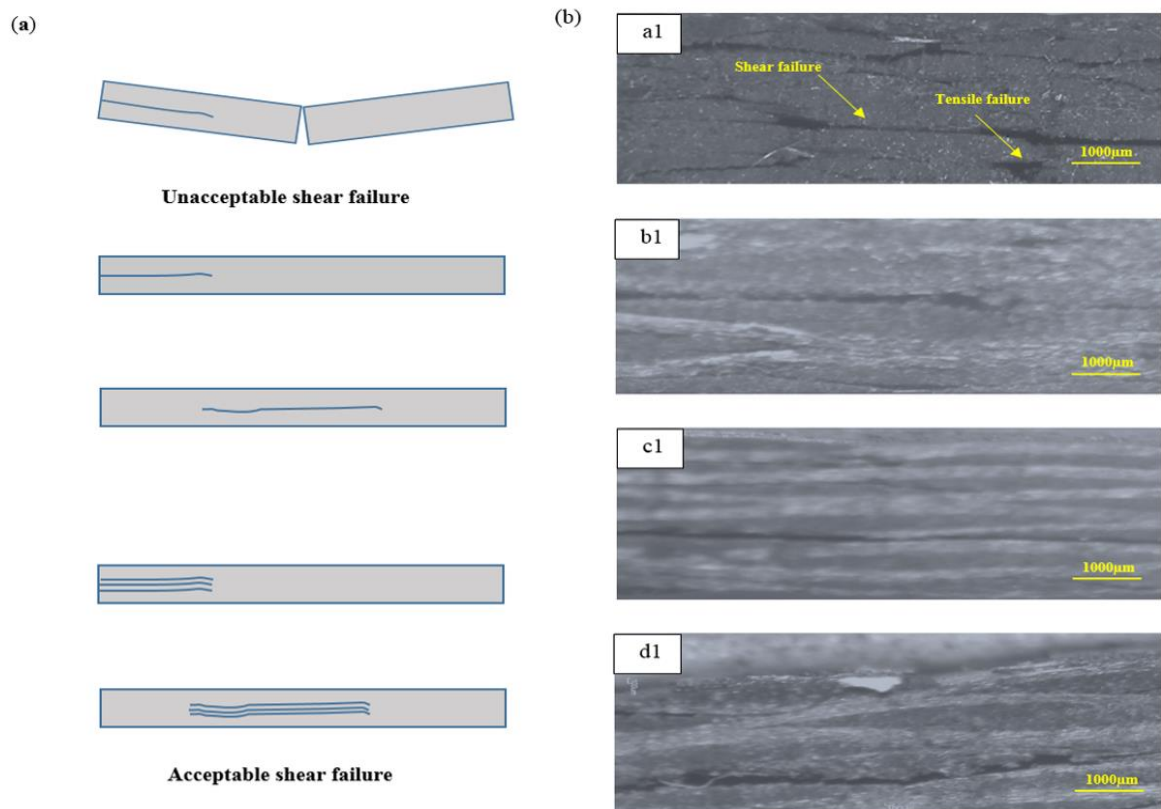 (a)
Unacceptable shear failure
Acceptable shear failure
(b)
a1
Shear failure
Tensile failure
1000μm
b1
1000μm
c1
1000μm
d1
1000μm